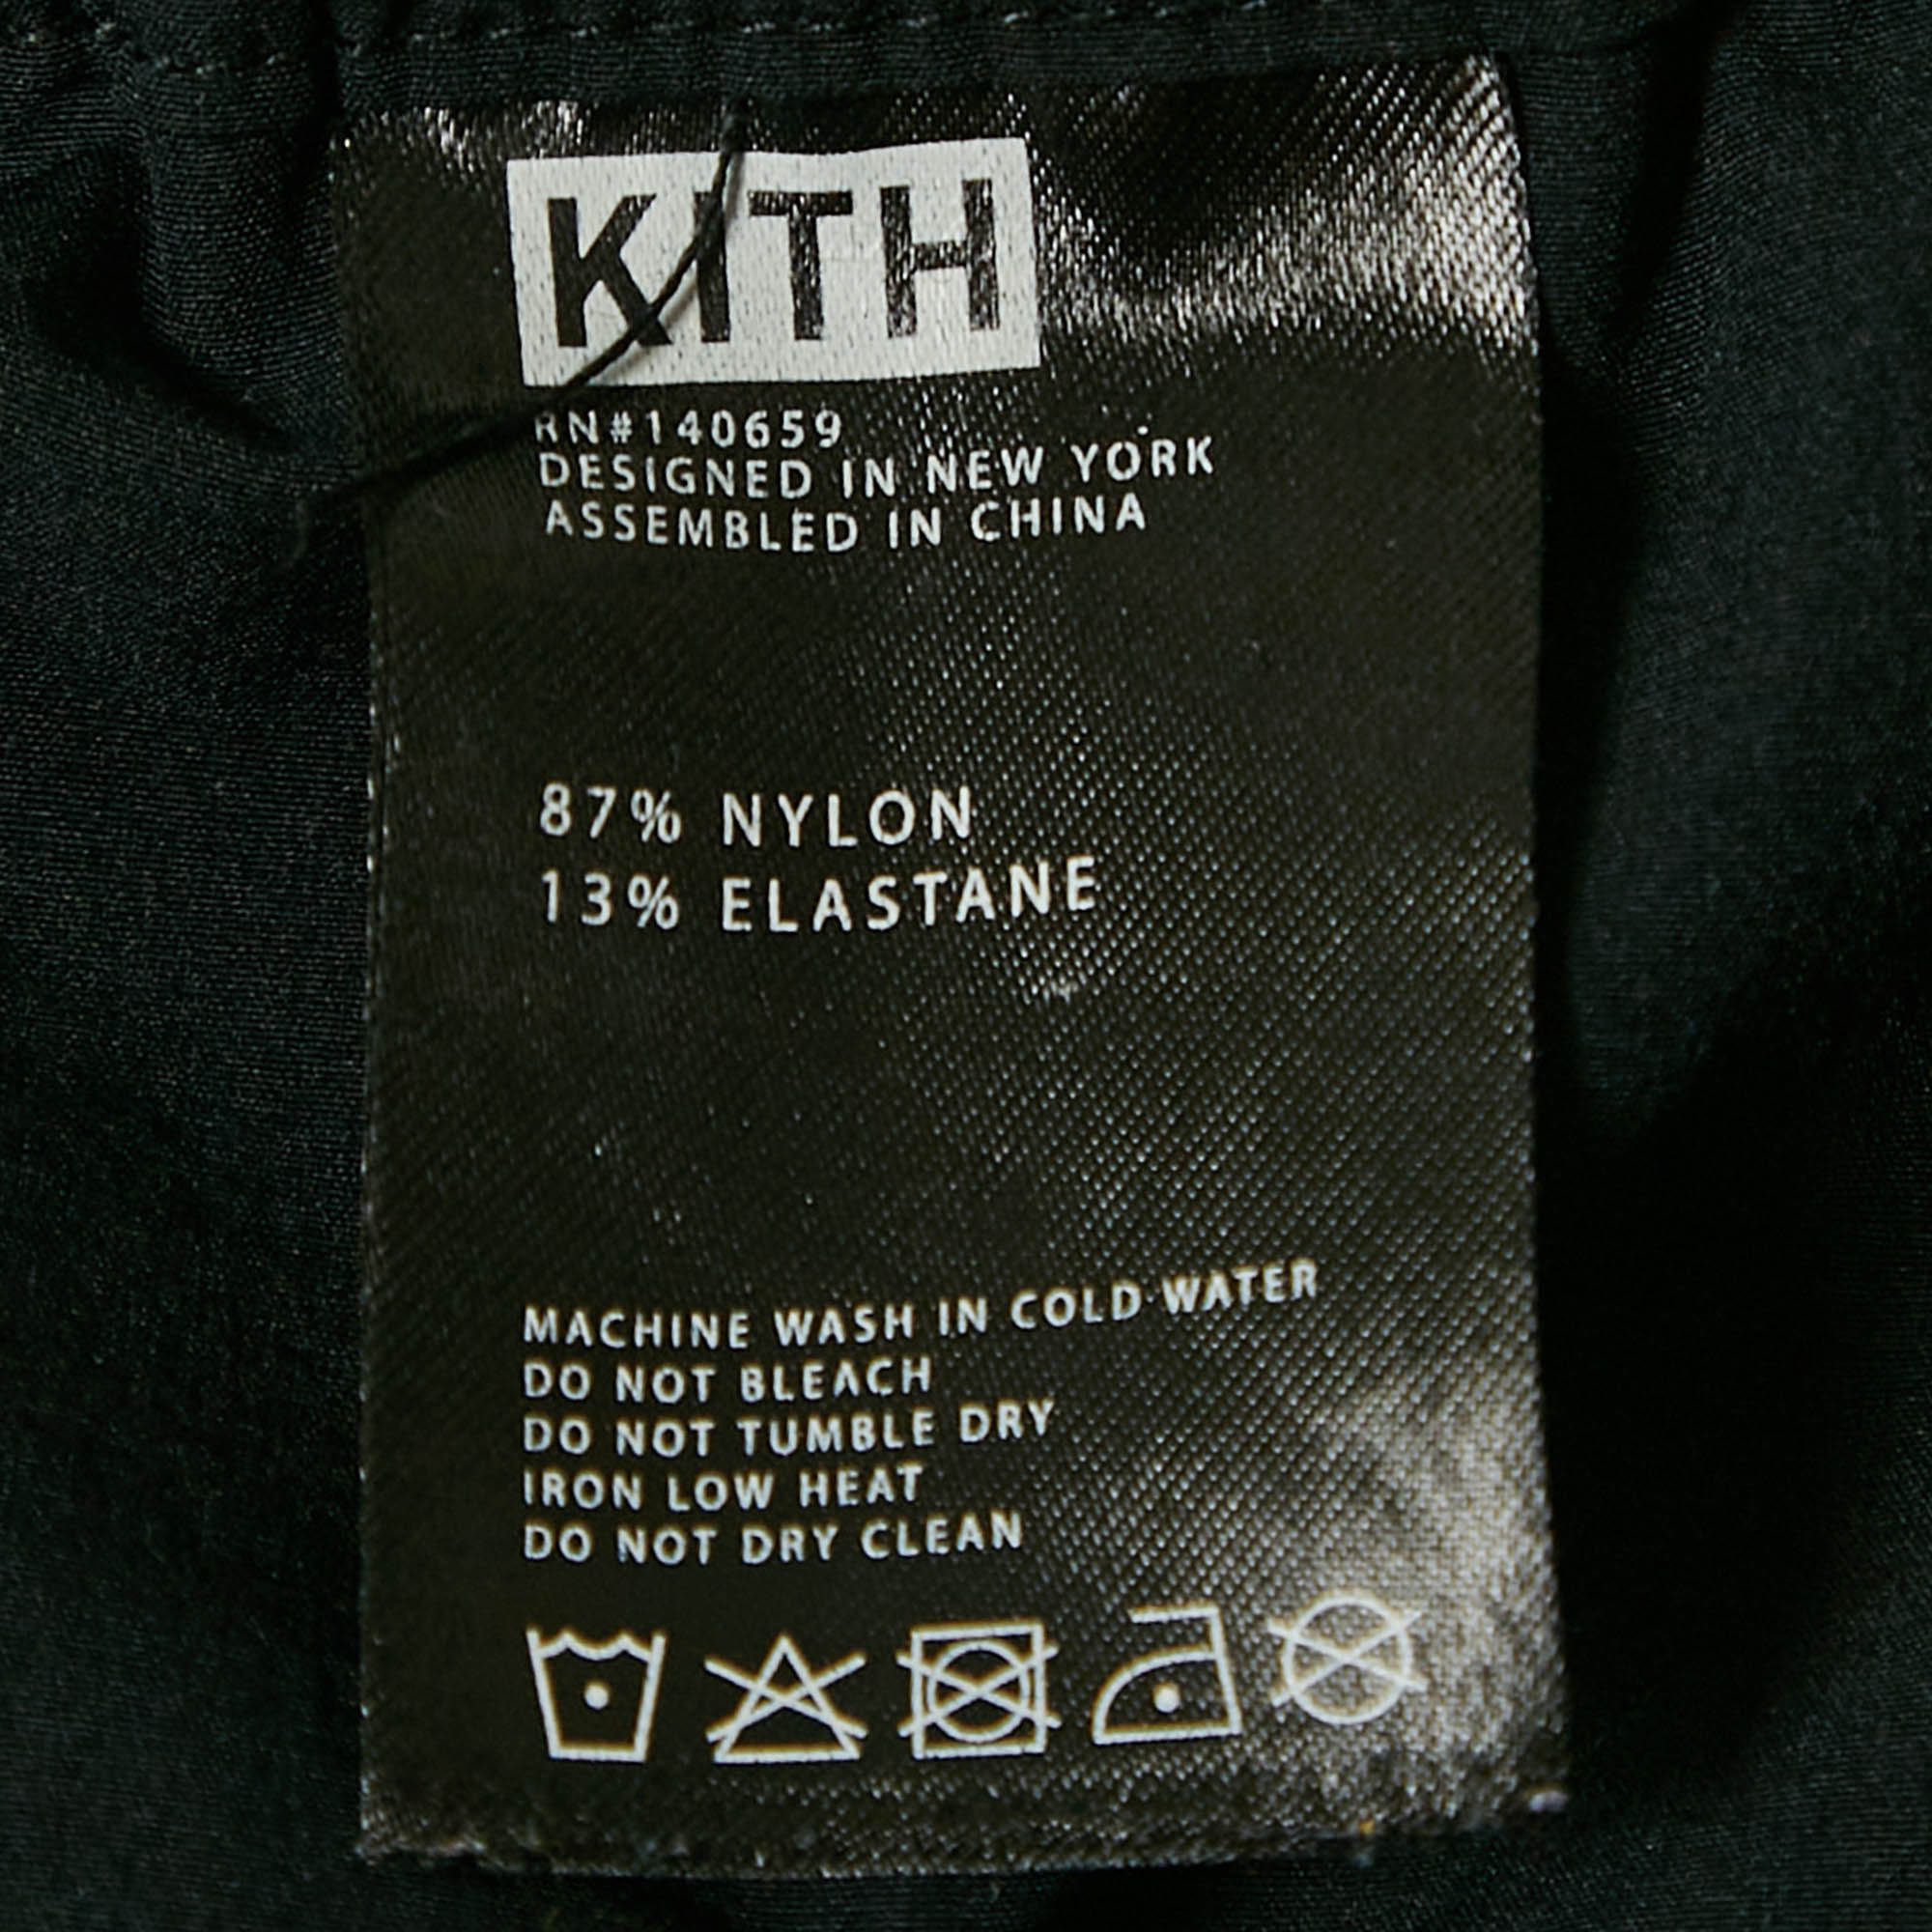 KITH
RN#140659
DESIGNED IN NEW YORK
ASSEMBLED IN CHINA
87% NYLON
13% ELASTANE
MACHINE WASH IN COLD WATER
DO NOT BLEACH
DO NOT TUMBLE DRY
IRON LOW HEAT
DO NOT DRY CLEAN